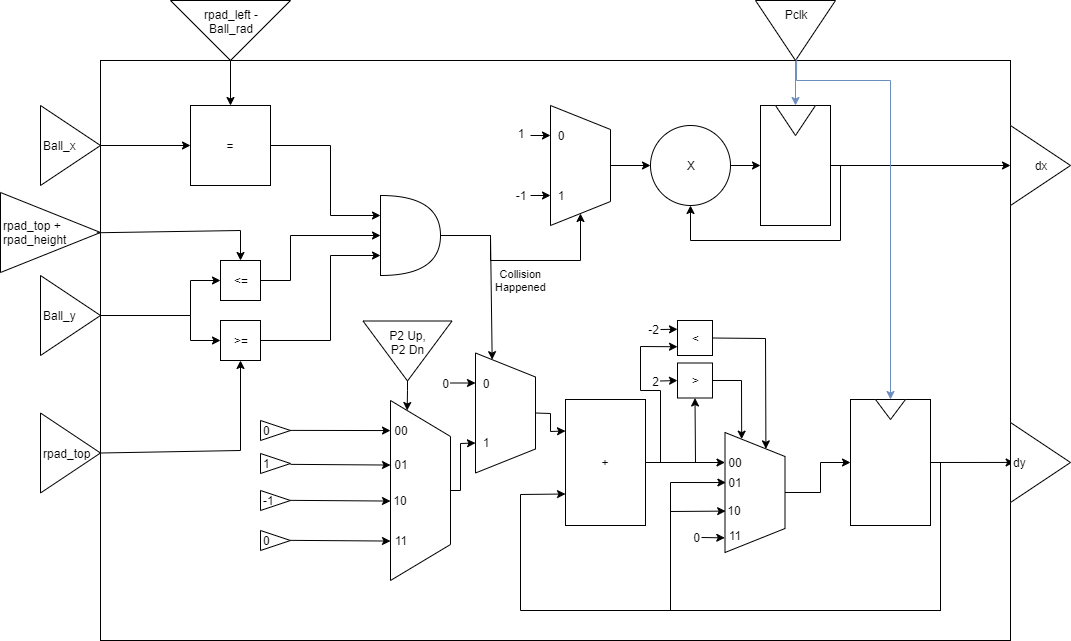 rpad_left -
Ball_rad
Pclk
Ball_x
=
1
0
-1
1
X
dx
rpad_top +
rpad_height
<=
Collision
Happened
Ball_y
>=
P2 Up,
P2 Dn
-2
<
2
>
0
0
1
rpad_top
0
00
1
01
-1
10
0
11
+
00
01
10
0
11
dy